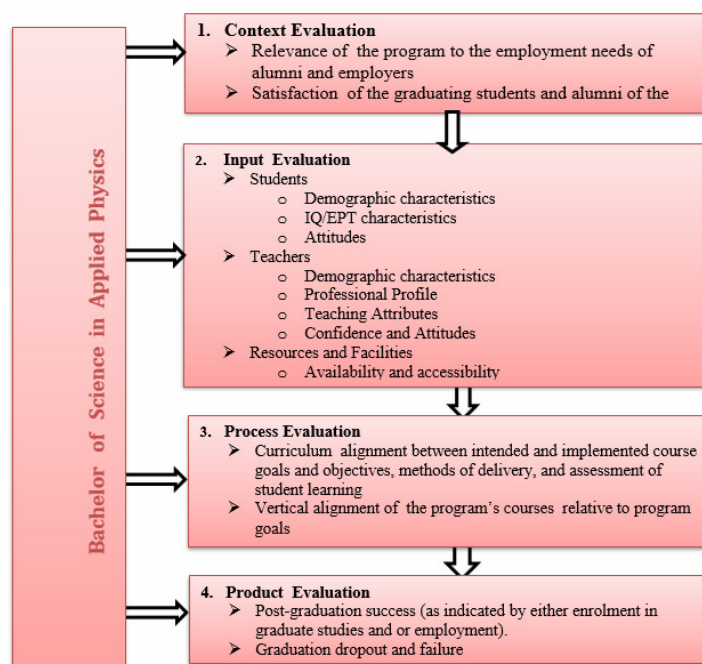 Bachelor of Science in Applied Physics
1. Context Evaluation
➢ Relevance of the program to the employment needs of
alumni and employers
➢ Satisfaction of the graduating students and alumni of the
2. Input Evaluation
➢ Students
o Demographic characteristics
o IQ/EPT characteristics
o Attitudes
➢ Teachers
o Demographic characteristics
o Professional Profile
o Teaching Attributes
o Confidence and Attitudes
➢ Resources and Facilities
o Availability and accessibility
3. Process Evaluation
➢ Curriculum alignment between intended and implemented course
goals and objectives, methods of delivery, and assessment of
student learning
➢ Vertical alignment of the program's courses relative to program
goals
4. Product Evaluation
➢ Post-graduation success (as indicated by either enrolment in
graduate studies and or employment).
➢ Graduation dropout and failure